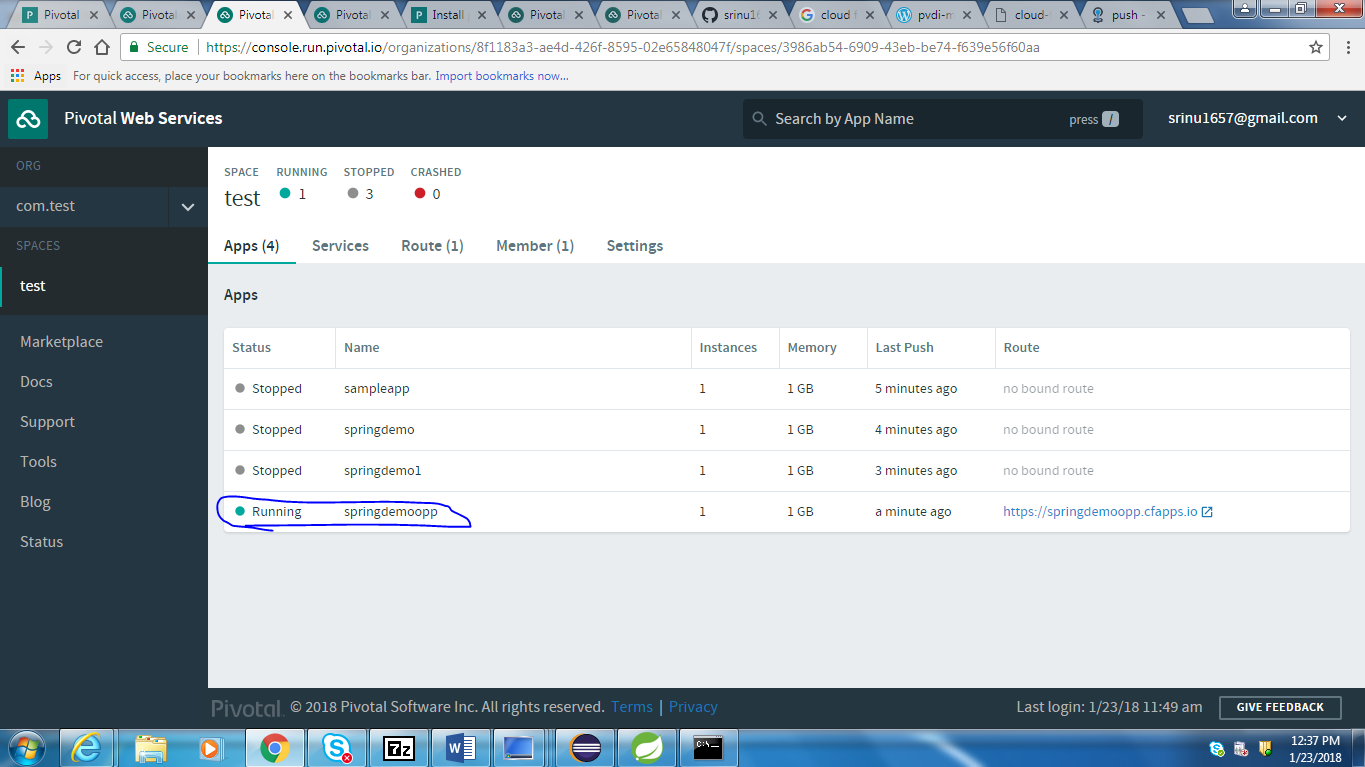 Pivotal
Pivotal
Pivotal
Pivotal
Install
Pivotal
Pivotal
srinu16
cloud f
pvdi-m
cloud-
push -
Secure https://console.run.pivotal.io/organizations/8f1183a3-ae4d-426f-8595-02e65848047f/spaces/3986ab54-6909-43eb-be74-f639e56f60aa
Apps For quick access, place your bookmarks here on the bookmarks bar. Import bookmarks now...
Pivotal Web Services
Search by App Name press /
srinu1657@gmail.com
ORG
com.test
SPACES
test
Marketplace
Docs
Support
Tools
Blog
Status
SPACE RUNNING STOPPED CRASHED
test 1 3 0
Apps (4) Services Route (1) Member (1) Settings
Apps
Status Name Instances Memory Last Push Route
Stopped sampleapp 1 1 GB 5 minutes ago no bound route
Stopped springdemo 1 1 GB 4 minutes ago no bound route
Stopped springdemo1 1 1 GB 3 minutes ago no bound route
Running springdemoopp 1 1 GB a minute ago https://springdemoopp.cfapps.io
Pivotal © 2018 Pivotal Software Inc. All rights reserved. Terms | Privacy
Last login: 1/23/18 11:49 am GIVE FEEDBACK
7z
W
C:\_
12:37 PM
1/23/2018